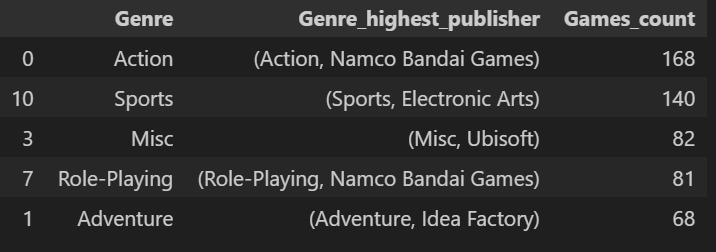 Genre Genre_highest_publisher Games_count
0 Action (Action, Namco Bandai Games) 168
10 Sports (Sports, Electronic Arts) 140
3 Misc (Misc, Ubisoft) 82
7 Role-Playing (Role-Playing, Namco Bandai Games) 81
1 Adventure (Adventure, Idea Factory) 68